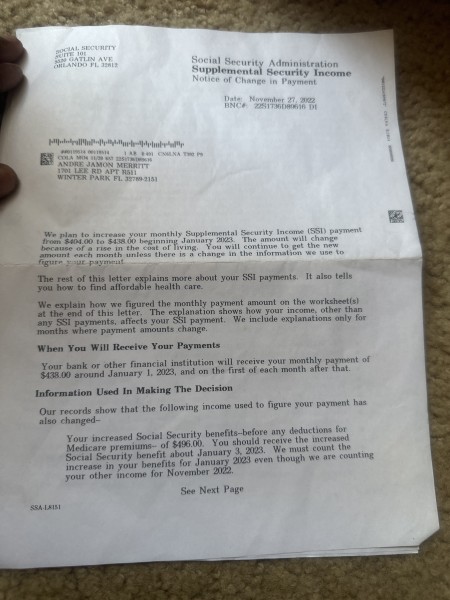 SOCIAL SECURITY
SUITE 101
5520 GATLIN AVE
ORLANDO FL 32812
Social Security Administration
Supplemental Security Income
Notice of Change in Payment
Date: November 27, 2022
BNC#: 22S1736D80616 DI
ANDRE JAMON MERRITT
1701 LEE RD APT B511
WINTER PARK FL 32789-2151
We plan to increase your monthly Supplemental Security Income (SSI) payment
from $404.00 to $438.00 beginning January 2023. The amount will change
because of a rise in the cost of living. You will continue to get the new
amount each month unless there is a change in the information we use to
figure your payment.
The rest of this letter explains more about your SSI payments. It also tells
you how to find affordable health care.
We explain how we figured the monthly payment amount on the worksheet(s)
at the end of this letter. The explanation shows how your income, other than
any SSI payments, affects your SSI payment. We include explanations only for
months where payment amounts change.
When You Will Receive Your Payments
Your bank or other financial institution will receive your monthly payment of
$438.00 around January 1, 2023, and on the first of each month after that.
Information Used In Making The Decision
Our records show that the following income used to figure your payment has
also changed–
Your increased Social Security benefits–before any deductions for
Medicare premiums– of $496.00. You should receive the increased
Social Security benefit about January 3, 2023. We must count the
increase in your benefits for January 2023 even though we are counting
your other income for November 2022.
See Next Page
SSA-L8151